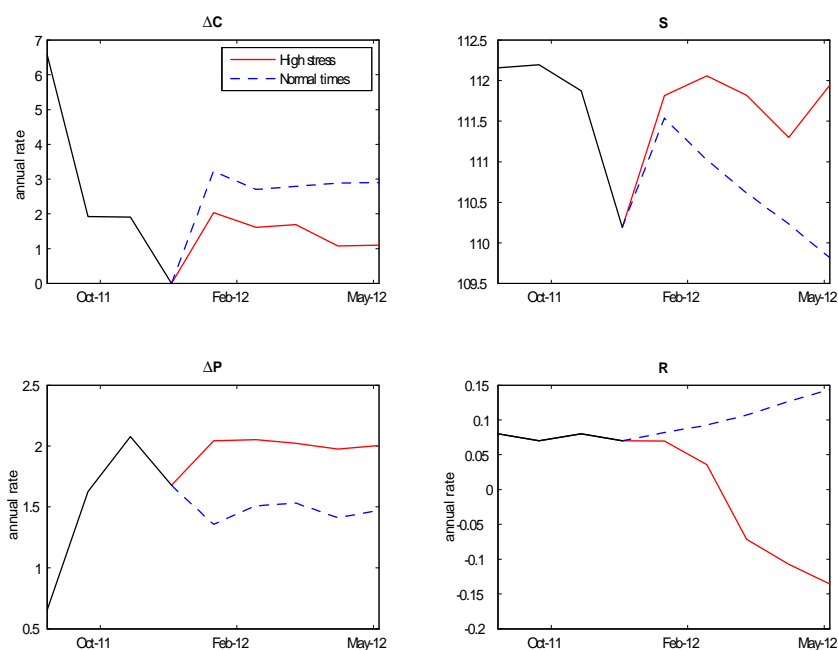 ΔC
7
6
5
4
3
2
1
0
annual rate
High stress
Normal times
Oct-11 Feb-12 May-12
S
112.5
112
111.5
111
110.5
110
109.5
Oct-11 Feb-12 May-12
ΔP
2.5
2
1.5
1
0.5
annual rate
Oct-11 Feb-12 May-12
R
0.15
0.1
0.05
0
-0.05
-0.1
-0.15
-0.2
annual rate
Oct-11 Feb-12 May-12